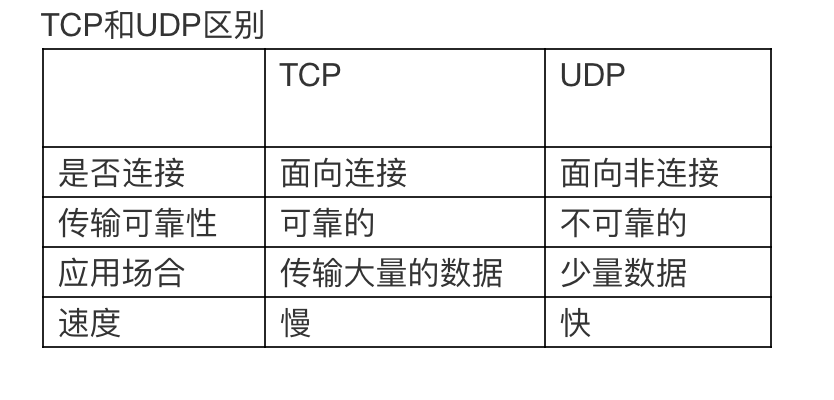 TCP和UDP区别
TCP UDP
是否连接 面向连接 面向非连接
传输可靠性 可靠的 不可靠的
应用场合 传输大量的数据 少量数据
速度 慢 快